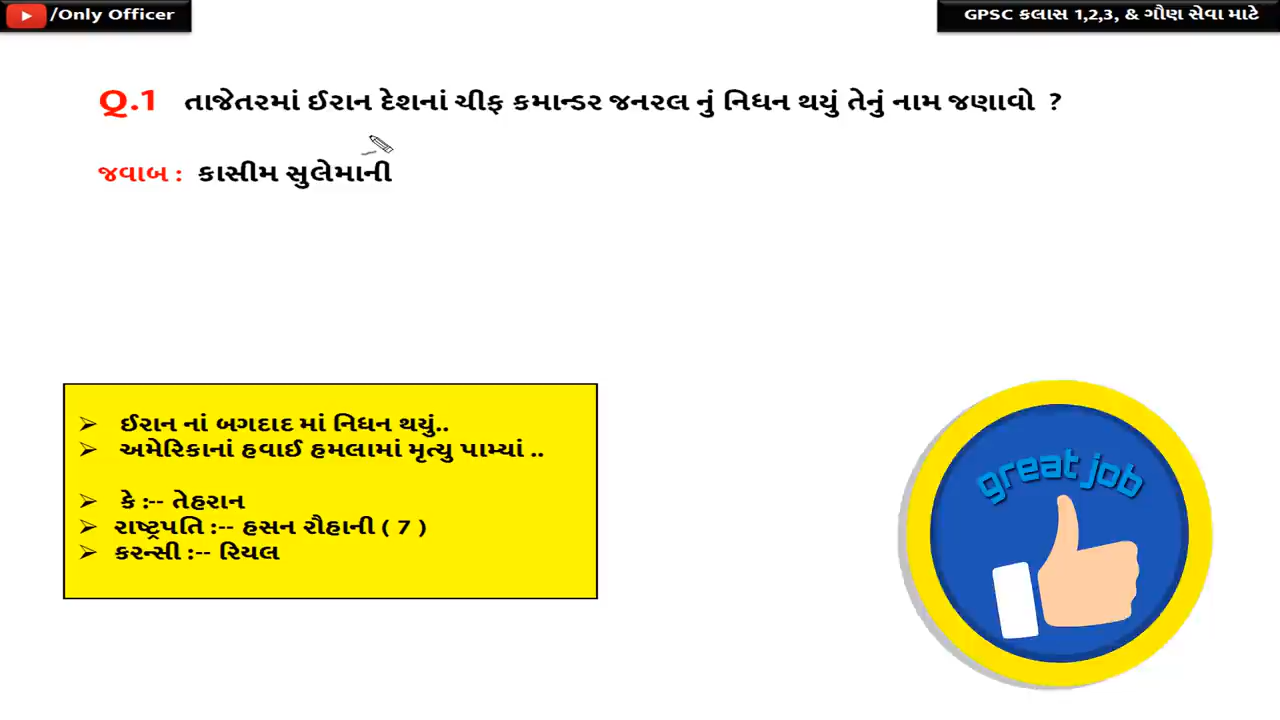 /Only Officer
GPSC કલાસ 1,2,3, & ગૌણ સેવા માટે
Q.1 તાજેતરમાં ઈરાન દેશનાં ચીફ કમાન્ડર જનરલ નું નિધન થયું તેનું નામ જણાવો ?
જવાબ : કાસીમ સુલેમાની
➢ ઈરાન નાં બગદાદ માં નિધન થયું..
➢ અમેરિકાનાં હવાઈ હમલામાં મૃત્યુ પામ્યાં ..
➢ કે :-- તેહરાન
➢ રાષ્ટ્રપતિ :-- હસન રૌહાની ( 7 )
➢ કરન્સી :-- રિયલ
great job